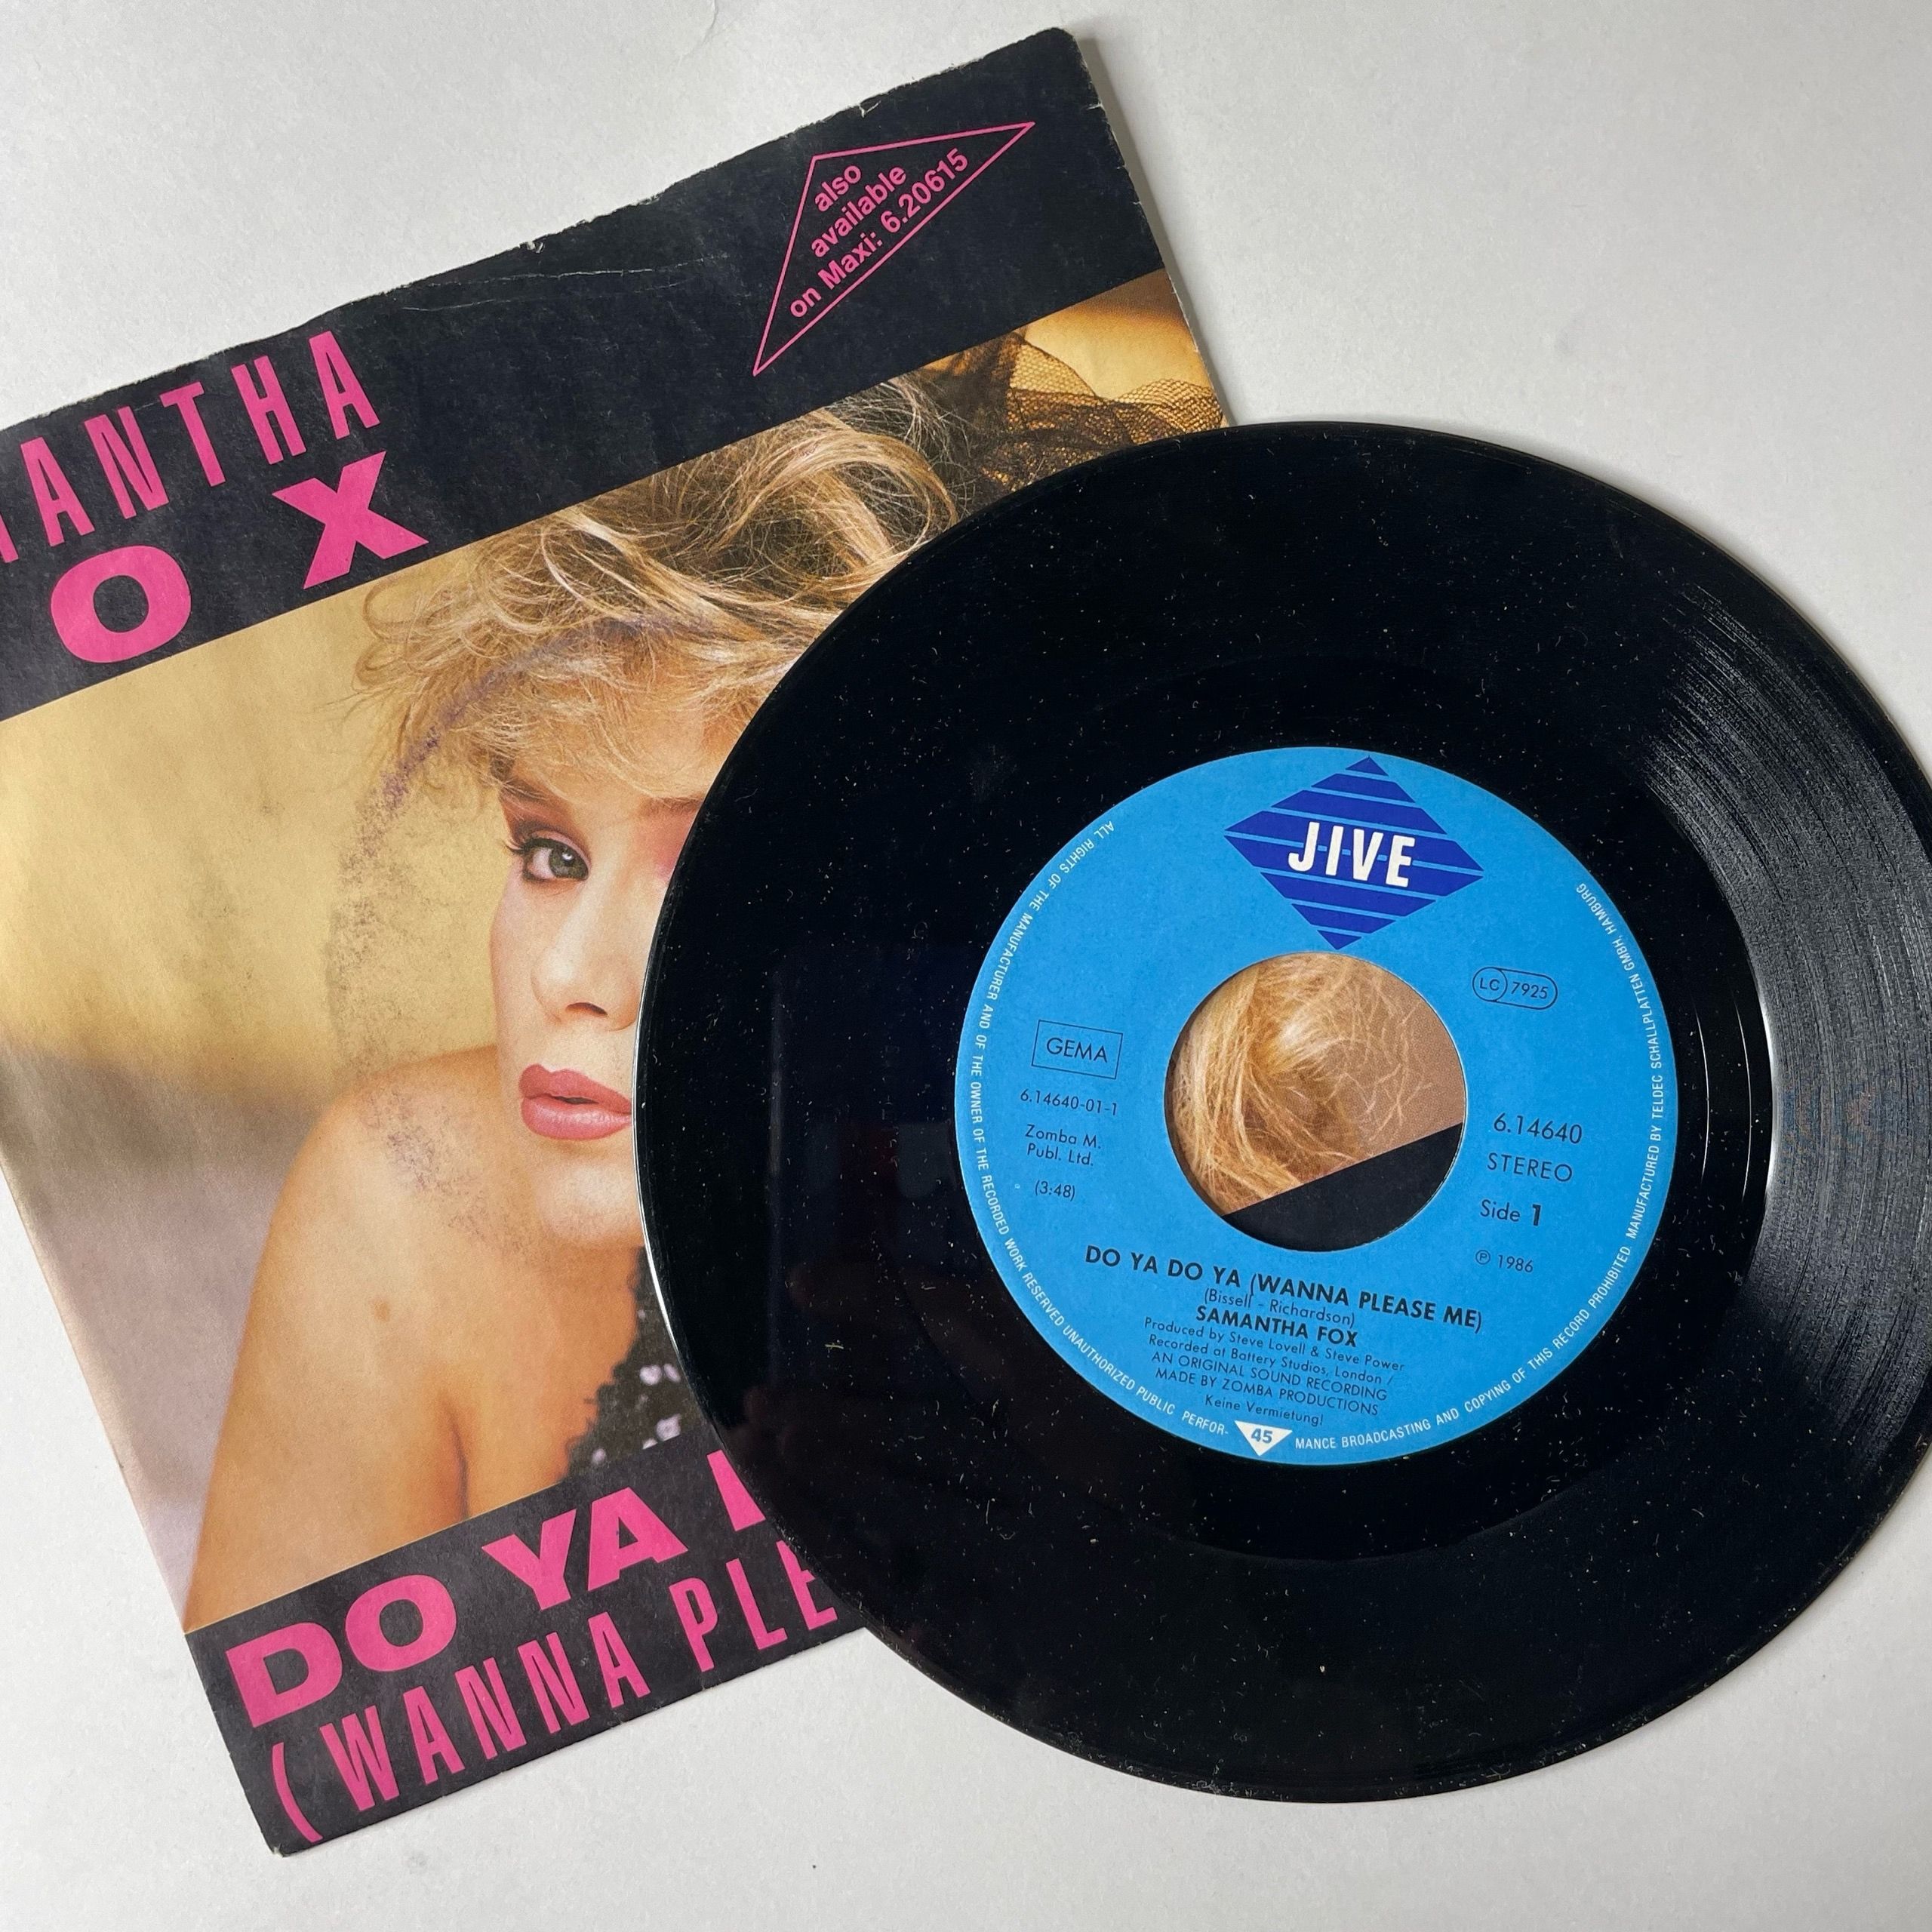 also
available
on Maxi: 6.20615
MANTHA
OX
DO YA
(WANNA PLE
JIVE
LC 7925
GEMA
6.14640-01-1
Zomba M.
Publ. Ltd.
(3:48)
6.14640
STEREO
Side 1
℗ 1986
DO YA DO YA (WANNA PLEASE ME)
(Bissell - Richardson)
SAMANTHA FOX
Produced by Steve Lovell & Steve Power
Recorded at Battery Studios, London /
AN ORIGINAL SOUND RECORDING
MADE BY ZOMBA PRODUCTIONS
Keine Vermietung!
45
ALL RIGHTS OF THE MANUFACTURER AND OF THE OWNER OF THE RECORDED WORK RESERVED UNAUTHORIZED PUBLIC PERFOR-
MANCE BROADCASTING AND COPYING OF THIS RECORD PROHIBITED MANUFACTURED BY TELDEC SCHALLPLATTEN GMBH, HAMBURG